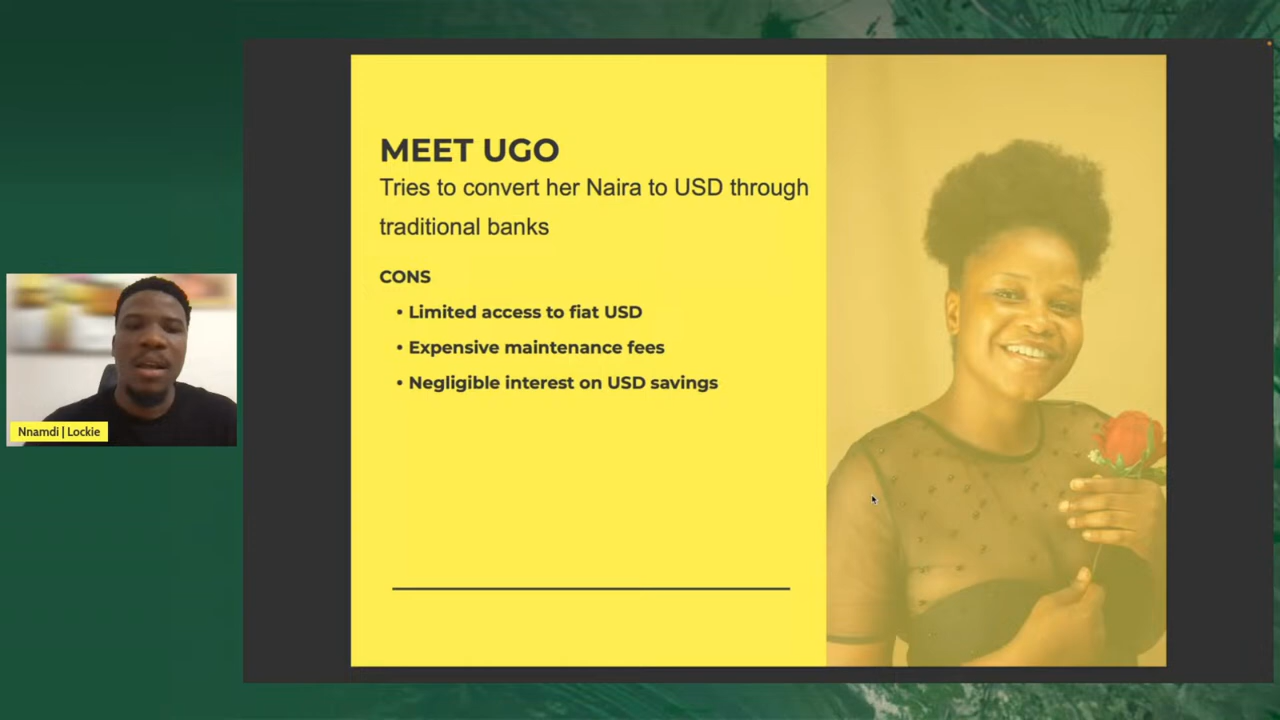 MEET UGO
Tries to convert her Naira to USD through
traditional banks
CONS
• Limited access to fiat USD
• Expensive maintenance fees
• Negligible interest on USD savings
Nnamdi | Lockie